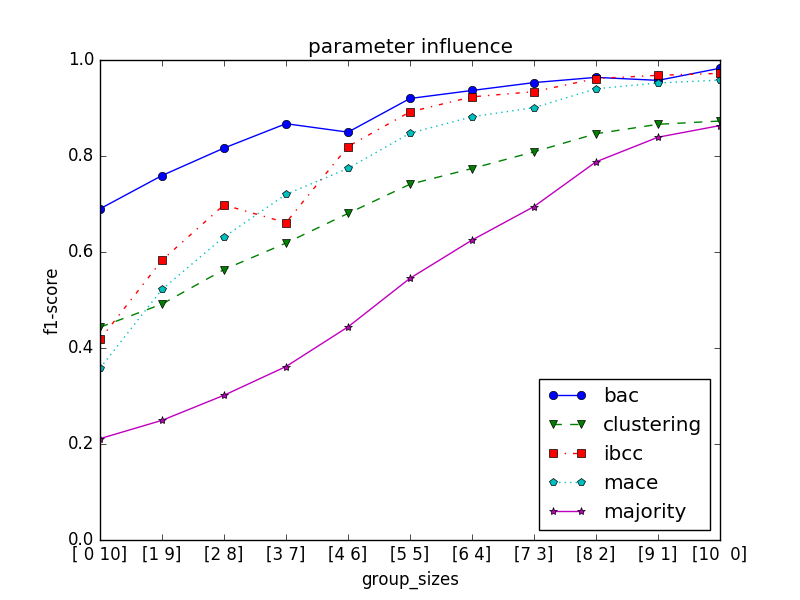 parameter influence
1.0
0.8
0.6
0.4
0.2
0.0
f1-score
[ 0 10] [1 9] [2 8] [3 7] [4 6] [5 5] [6 4] [7 3] [8 2] [9 1] [10  0]
group_sizes
bac
clustering
ibcc
mace
majority